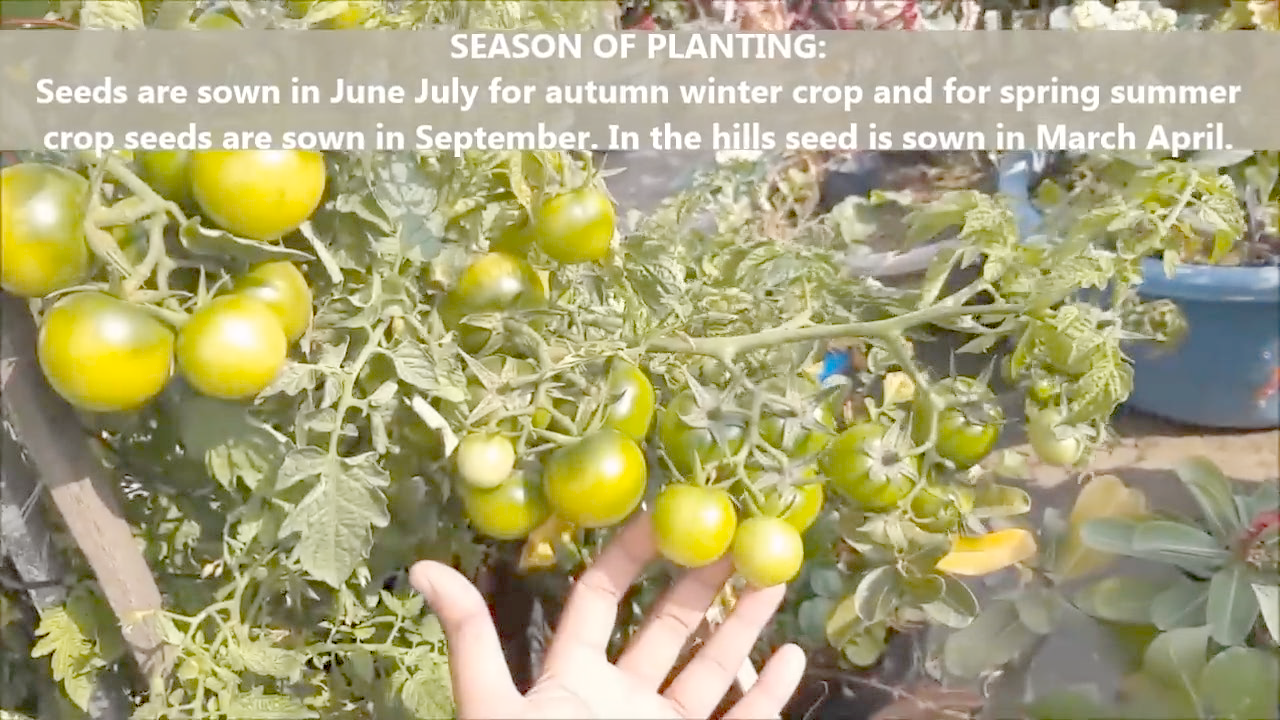 SEASON OF PLANTING:
Seeds are sown in June July for autumn winter crop and for spring summer
crop seeds are sown in September. In the hills seed is sown in March April.